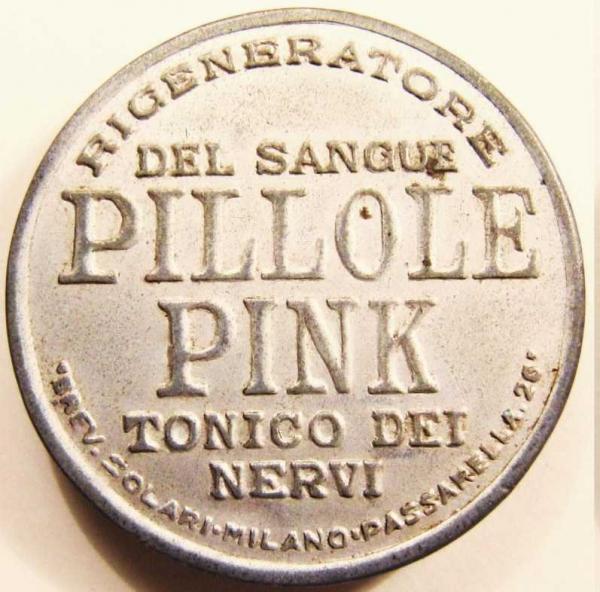 RIGENERATORE
DEL SANGUE
PILLOLE
PINK
TONICO DEI
NERVI
"BREV. SOLARI·MILANO·PASSARELLA. 26"